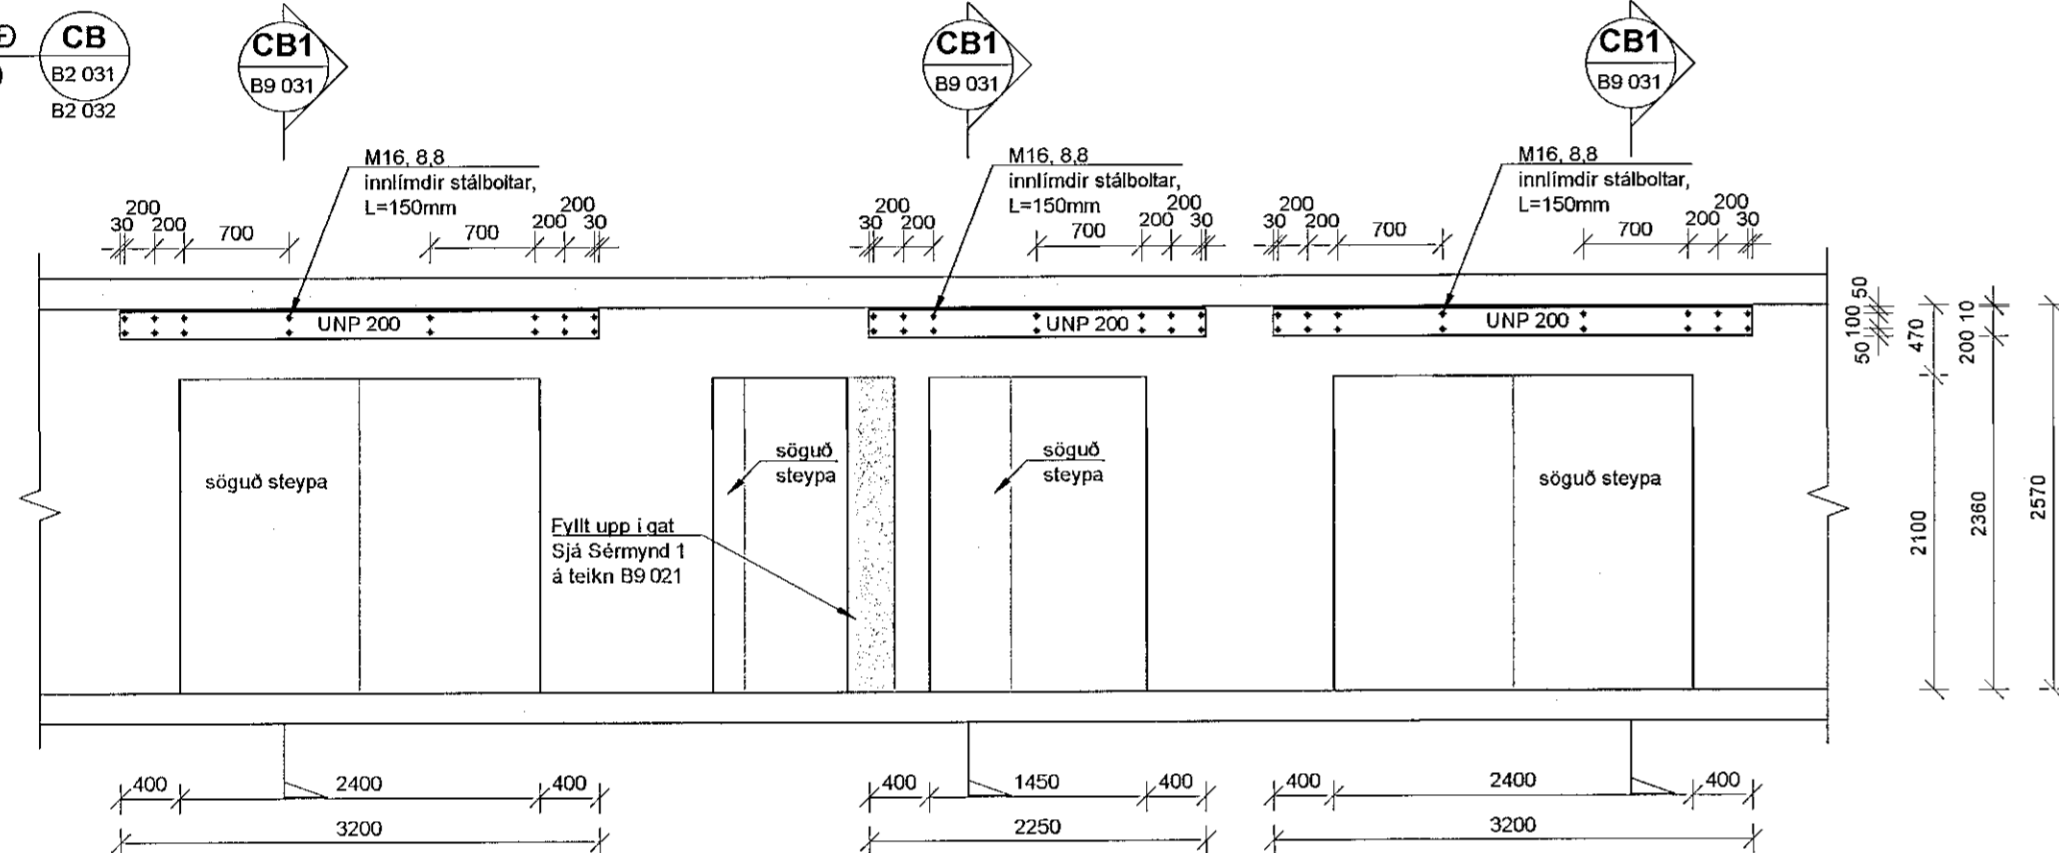 Ð
CB
B2 031
B2 032
CB1
B9 031
CB1
B9 031
CB1
B9 031
M16, 8,8
innlímdir stálboltar,
L=150mm
M16, 8,8
innlímdir stálboltar,
L=150mm
M16, 8,8
innlímdir stálboltar,
L=150mm
30
200
200
700
700
200
200
30
30
200
200
700
200
200
30
30
200
200
700
700
200
200
30
UNP 200
UNP 200
UNP 200
50
100
50
470
10
200
2100
2360
2570
söguð steypa
söguð
steypa
söguð
steypa
söguð steypa
Fyllt upp í gat
Sjá Sérmynd 1
á teikn B9 021
400
2400
400
3200
400
1450
400
2250
400
2400
400
3200